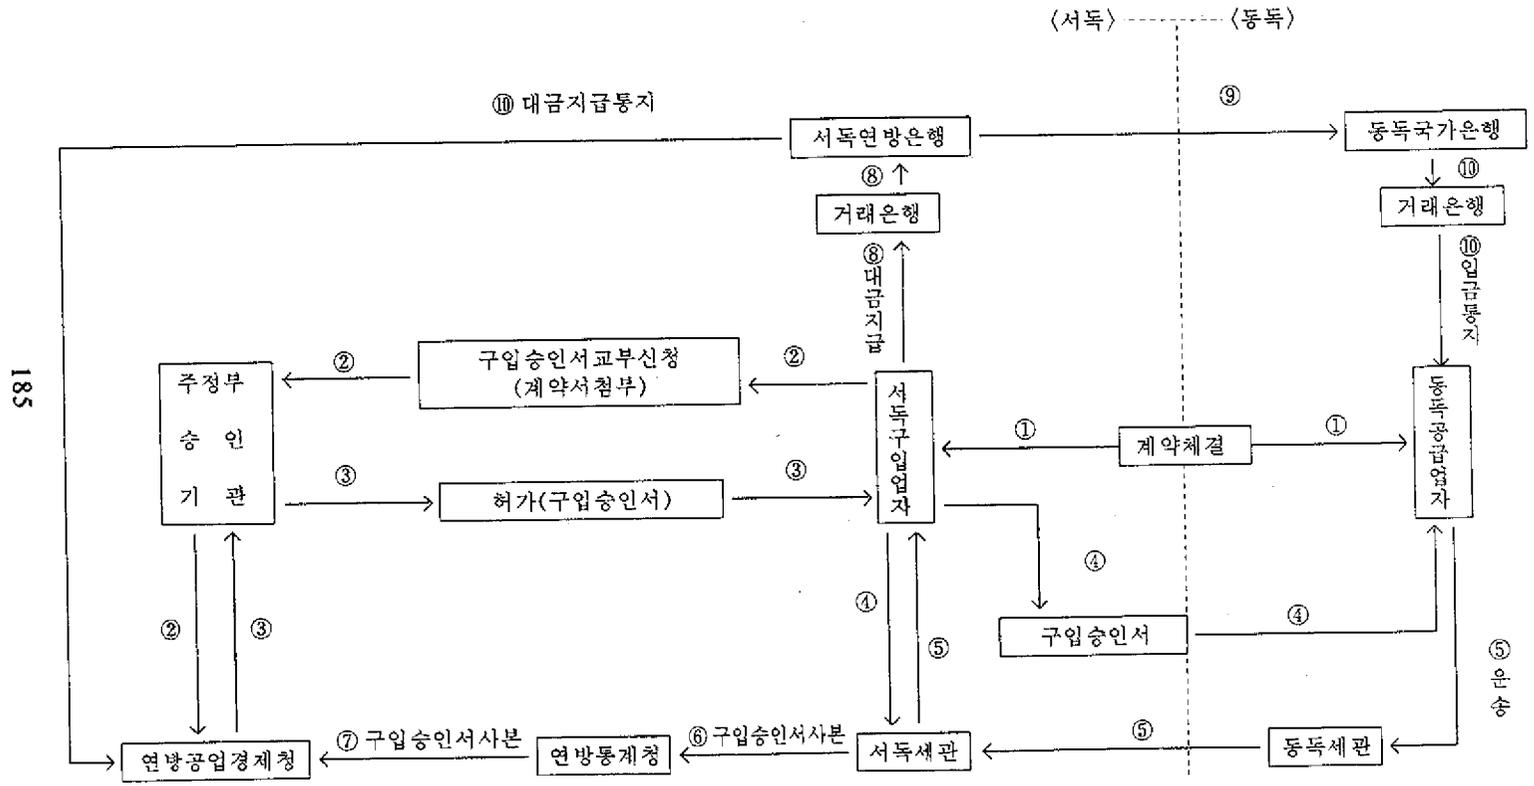 〈서독〉 〈동독〉
⑩ 대금지급통지
⑨
서독연방은행
동독국가은행
⑧
⑩
거래은행
거래은행
⑧대금지급
⑩입금통지
주정부
승 인
기 관
②
구입승인서교부신청
(계약서첨부)
②
서독구입업자
①
계약체결
①
동독공급업자
③
허가(구입승인서)
③
④
구입승인서
④
②
③
④
⑤
⑤운송
연방공업경제청
⑦ 구입승인서사본
연방통계청
⑥ 구입승인서사본
서독세관
⑤
동독세관
185